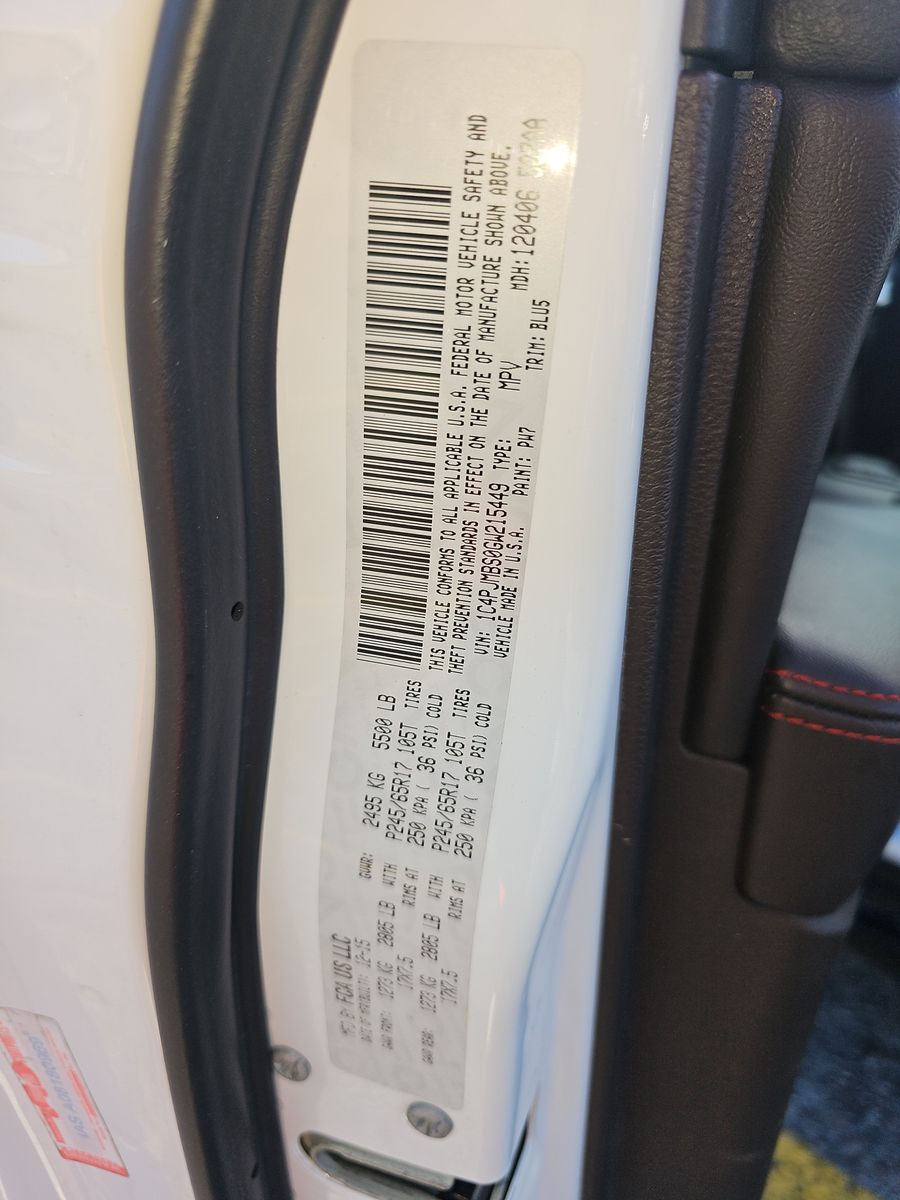 MFD BY FCA US LLC
DATE OF MFR: 12-15 GVWR: 2495 KG 5500 LB
GAWR FRONT: 1273 KG 2805 LB WITH P245/65R17 105T TIRES
17X7.5 RIMS AT 250 KPA ( 36 PSI) COLD
GAWR REAR: 1273 KG 2805 LB WITH P245/65R17 105T TIRES
17X7.5 RIMS AT 250 KPA ( 36 PSI) COLD
THIS VEHICLE CONFORMS TO ALL APPLICABLE U.S.A. FEDERAL MOTOR VEHICLE SAFETY AND
THEFT PREVENTION STANDARDS IN EFFECT ON THE DATE OF MANUFACTURE SHOWN ABOVE.
VIN: 1C4PJMBS0GW215449 TYPE: MPV MDH: 120406
VEHICLE MADE IN U.S.A. PAINT: PW7 TRIM: BLU5